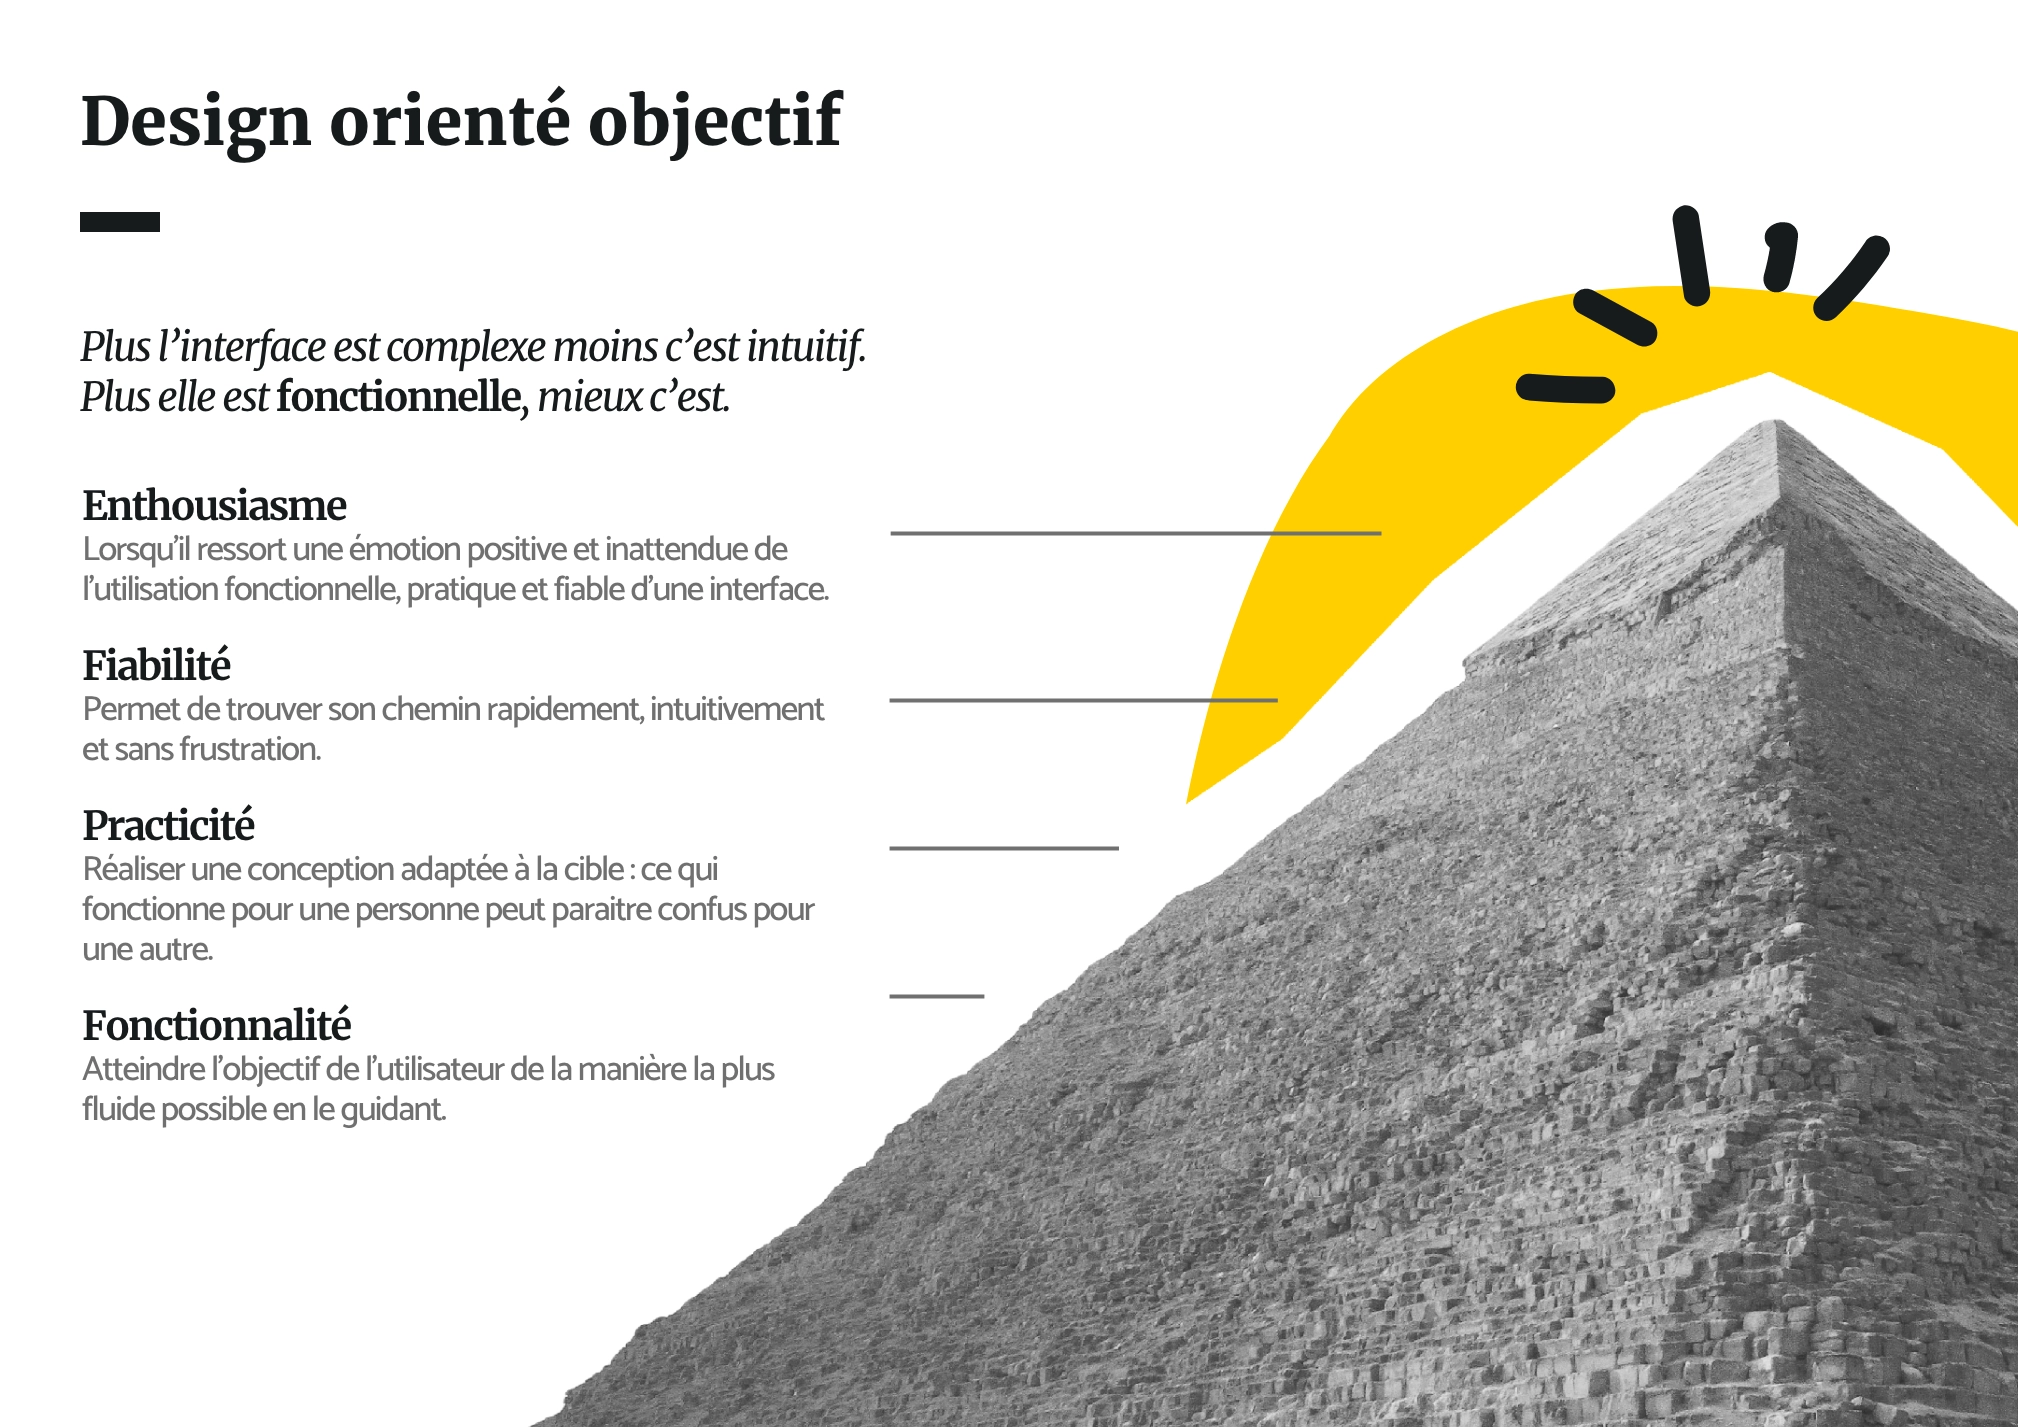 Design orienté objectif
Plus l’interface est complexe moins c’est intuitif.
Plus elle est fonctionnelle, mieux c’est.
Enthousiasme
Lorsqu’il ressort une émotion positive et inattendue de
l’utilisation fonctionnelle, pratique et fiable d’une interface.
Fiabilité
Permet de trouver son chemin rapidement, intuitivement
et sans frustration.
Practicité
Réaliser une conception adaptée à la cible : ce qui
fonctionne pour une personne peut paraitre confus pour
une autre.
Fonctionnalité
Atteindre l’objectif de l’utilisateur de la manière la plus
fluide possible en le guidant.